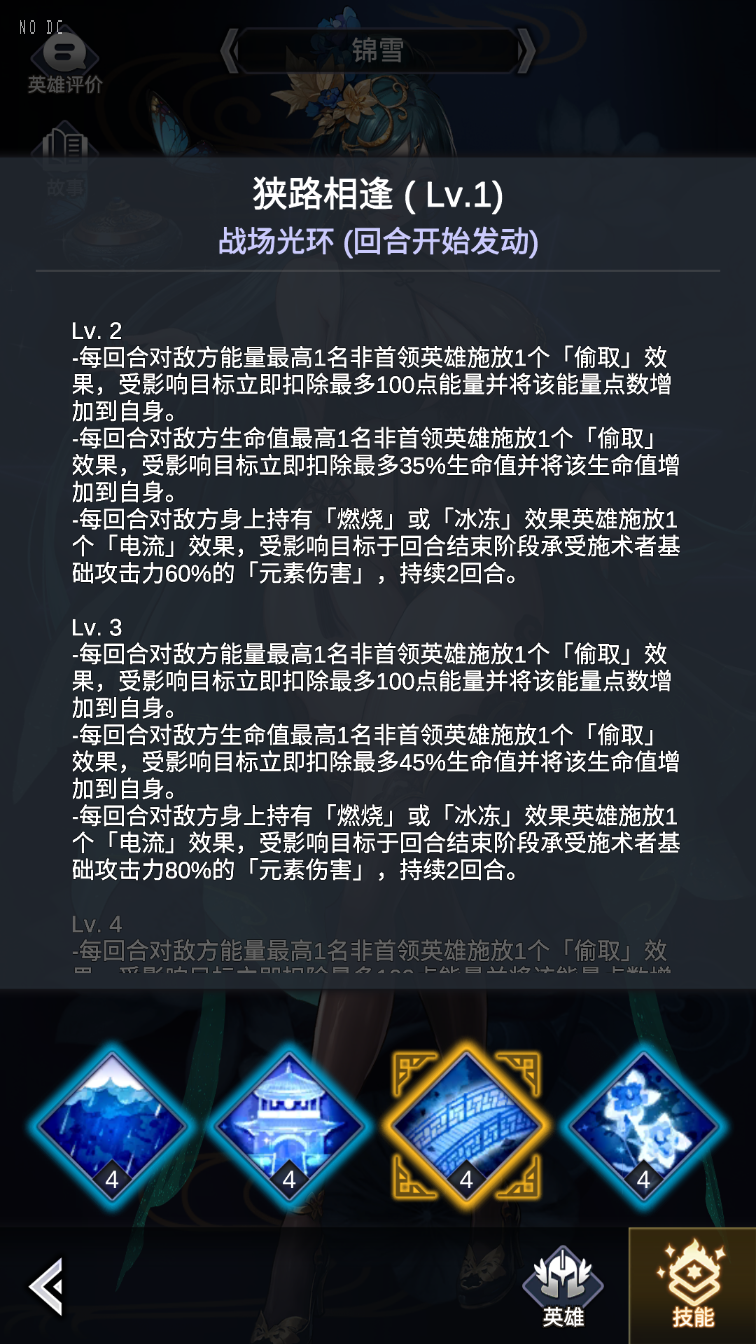 NO DC
锦雪
英雄评价
故事
狭路相逢 ( Lv.1)
战场光环 (回合开始发动)
Lv. 2
-每回合对敌方能量最高1名非首领英雄施放1个「偷取」效
果，受影响目标立即扣除最多100点能量并将该能量点数增
加到自身。
-每回合对敌方生命值最高1名非首领英雄施放1个「偷取」
效果，受影响目标立即扣除最多35%生命值并将该生命值增
加到自身。
-每回合对敌方身上持有「燃烧」或「冰冻」效果英雄施放1
个「电流」效果，受影响目标于回合结束阶段承受施术者基
础攻击力60%的「元素伤害」，持续2回合。
Lv. 3
-每回合对敌方能量最高1名非首领英雄施放1个「偷取」效
果，受影响目标立即扣除最多100点能量并将该能量点数增
加到自身。
-每回合对敌方生命值最高1名非首领英雄施放1个「偷取」
效果，受影响目标立即扣除最多45%生命值并将该生命值增
加到自身。
-每回合对敌方身上持有「燃烧」或「冰冻」效果英雄施放1
个「电流」效果，受影响目标于回合结束阶段承受施术者基
础攻击力80%的「元素伤害」，持续2回合。
Lv. 4
-每回合对敌方能量最高1名非首领英雄施放1个「偷取」效
4
4
4
4
英雄
技能